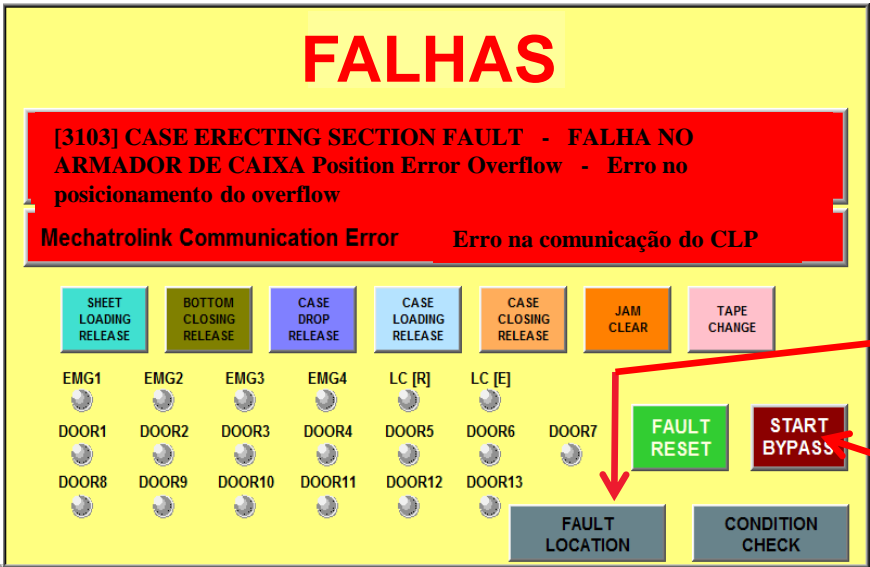 FALHAS
[3103] CASE ERECTING SECTION FAULT - FALHA NO
ARMADOR DE CAIXA Position Error Overflow - Erro no
posicionamento do overflow
Mechatrolink Communication Error Erro na comunicação do CLP
SHEET
LOADING
RELEASE
BOTTOM
CLOSING
RELEASE
CASE
DROP
RELEASE
CASE
LOADING
RELEASE
CASE
CLOSING
RELEASE
JAM
CLEAR
TAPE
CHANGE
EMG1 EMG2 EMG3 EMG4 LC [R] LC [E]
DOOR1 DOOR2 DOOR3 DOOR4 DOOR5 DOOR6 DOOR7
FAULT
RESET
START
BYPASS
DOOR8 DOOR9 DOOR10 DOOR11 DOOR12 DOOR13
FAULT
LOCATION
CONDITION
CHECK